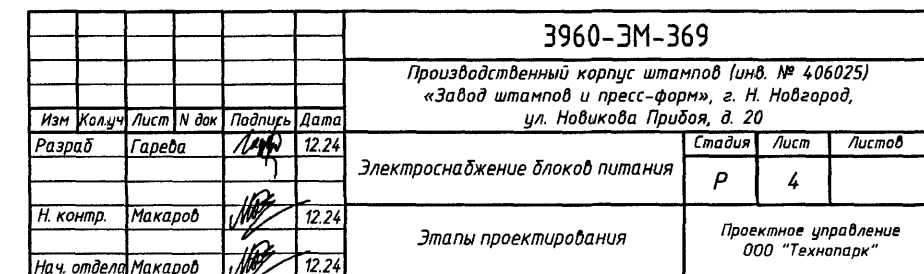 3960-ЭМ-369
Производственный корпус штампов (инв. № 406025)
«Завод штампов и пресс-форм», г. Н. Новгород,
ул. Новикова Прибоя, д. 20
Изм Кол.уч Лист N док Подпись Дата
Разраб Гарева 12.24
Электроснабжение блоков питания
Стадия Лист Листов
Р 4
Н. контр. Макаров 12.24
Этапы проектирования
Проектное управление
ООО "Технопарк"
Нач. отдела Макаров 12.24